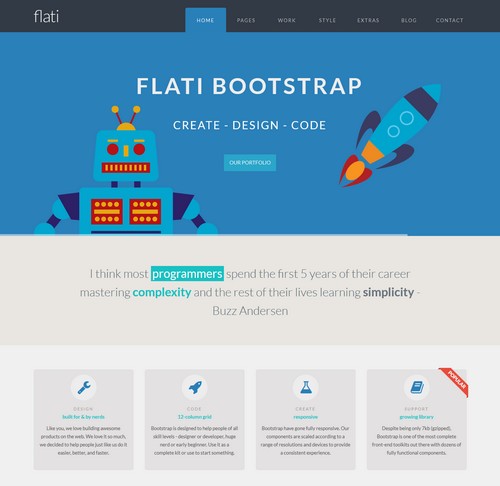 flati
HOME PAGES WORK STYLE EXTRAS BLOG CONTACT
FLATI BOOTSTRAP
CREATE - DESIGN - CODE
OUR PORTFOLIO
I think most programmers spend the first 5 years of their career
mastering complexity and the rest of their lives learning simplicity -
Buzz Andersen
DESIGN
built for & by nerds
Like you, we love building awesome
products on the web. We love it so much,
we decided to help people just like us do it
easier, better, and faster.
CODE
12-column grid
Bootstrap is designed to help people of all
skill levels - designer or developer, huge
nerd or early beginner. Use it as a
complete kit or use to start something.
CREATE
responsive
Bootstrap have gone fully responsive. Our
components are scaled according to a
range of resolutions and devices to provide
a consistent experience.
POPULAR
SUPPORT
growing library
Despite being only 7kb (gzipped),
Bootstrap is one of the most complete
front-end toolkits out there with dozens of
fully functional components.